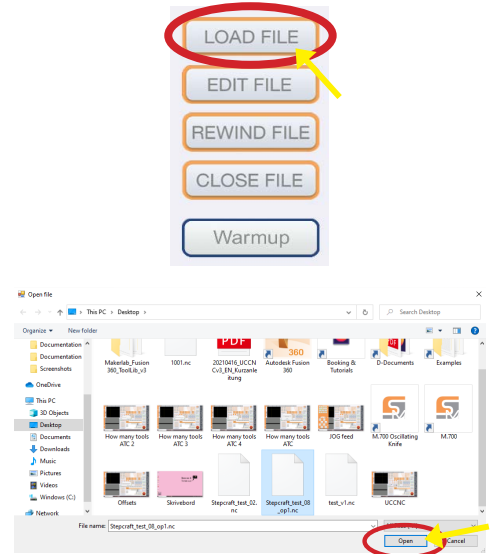 LOAD FILE
EDIT FILE
REWIND FILE
CLOSE FILE
Warmup
Open file
This PC > Desktop >
Search Desktop
Organize
New folder
Documentation
Documentation
Screenshots
OneDrive
This PC
3D Objects
Desktop
Documents
Downloads
Music
Pictures
Videos
Windows (C:)
Network
PDF
360
Makerlab_Fusion
360_ToolLib_v3
1001.nc
20210416_UCCN
Cv3_EN_Kurzanle
itung
Autodesk Fusion
360
Booking &
Tutorials
D-Documents
Examples
How many tools
ATC 2
How many tools
ATC 3
How many tools
ATC 4
How many tools
ATC
JOG feed
M.700 Oscillating
Knife
M.700
Offsets
Skrivebord
Stepcraft_test_02.
nc
Stepcraft_test_08
_op1.nc
test_v1.nc
UCCNC
File name:
Stepcraft_test_08_op1.nc
Open
Cancel